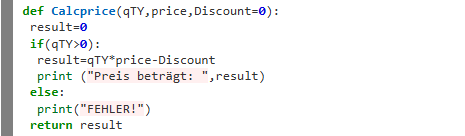 def Calcprice(qTY,price,Discount=0):
 result=0
 if(qTY>0):
  result=qTY*price-Discount
  print ("Preis beträgt: ",result)
 else:
  print("FEHLER!")
 return result